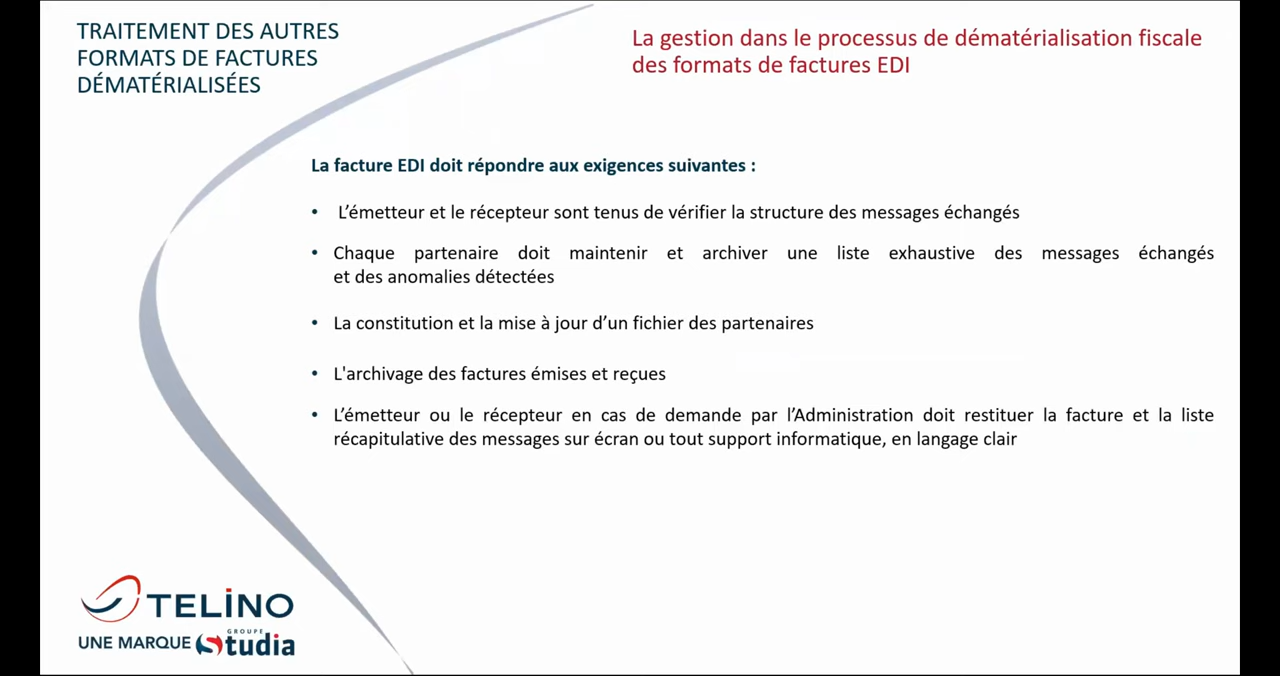 TRAITEMENT DES AUTRES
FORMATS DE FACTURES
DÉMATÉRIALISÉES
La gestion dans le processus de dématérialisation fiscale
des formats de factures EDI
La facture EDI doit répondre aux exigences suivantes :
• L’émetteur et le récepteur sont tenus de vérifier la structure des messages échangés
• Chaque partenaire doit maintenir et archiver une liste exhaustive des messages échangés
et des anomalies détectées
• La constitution et la mise à jour d’un fichier des partenaires
• L'archivage des factures émises et reçues
• L’émetteur ou le récepteur en cas de demande par l’Administration doit restituer la facture et la liste
récapitulative des messages sur écran ou tout support informatique, en langage clair
TELINO
UNE MARQUE GROUPE Studia